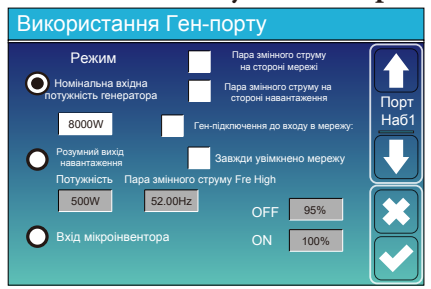 Використання Ген-порту
Режим
Пара змінного струму
на стороні мережі
Номінальна вхідна
потужність генератора
Пара змінного струму на
стороні навантаження
Порт
Наб1
8000W
Ген-підключення до входу в мережу:
Розумний вихід
навантаження
Завжди увімкнено мережу
Потужність Пара змінного струму Fre High
500W 52.00Hz
OFF 95%
Вхід мікроінвентора
ON 100%